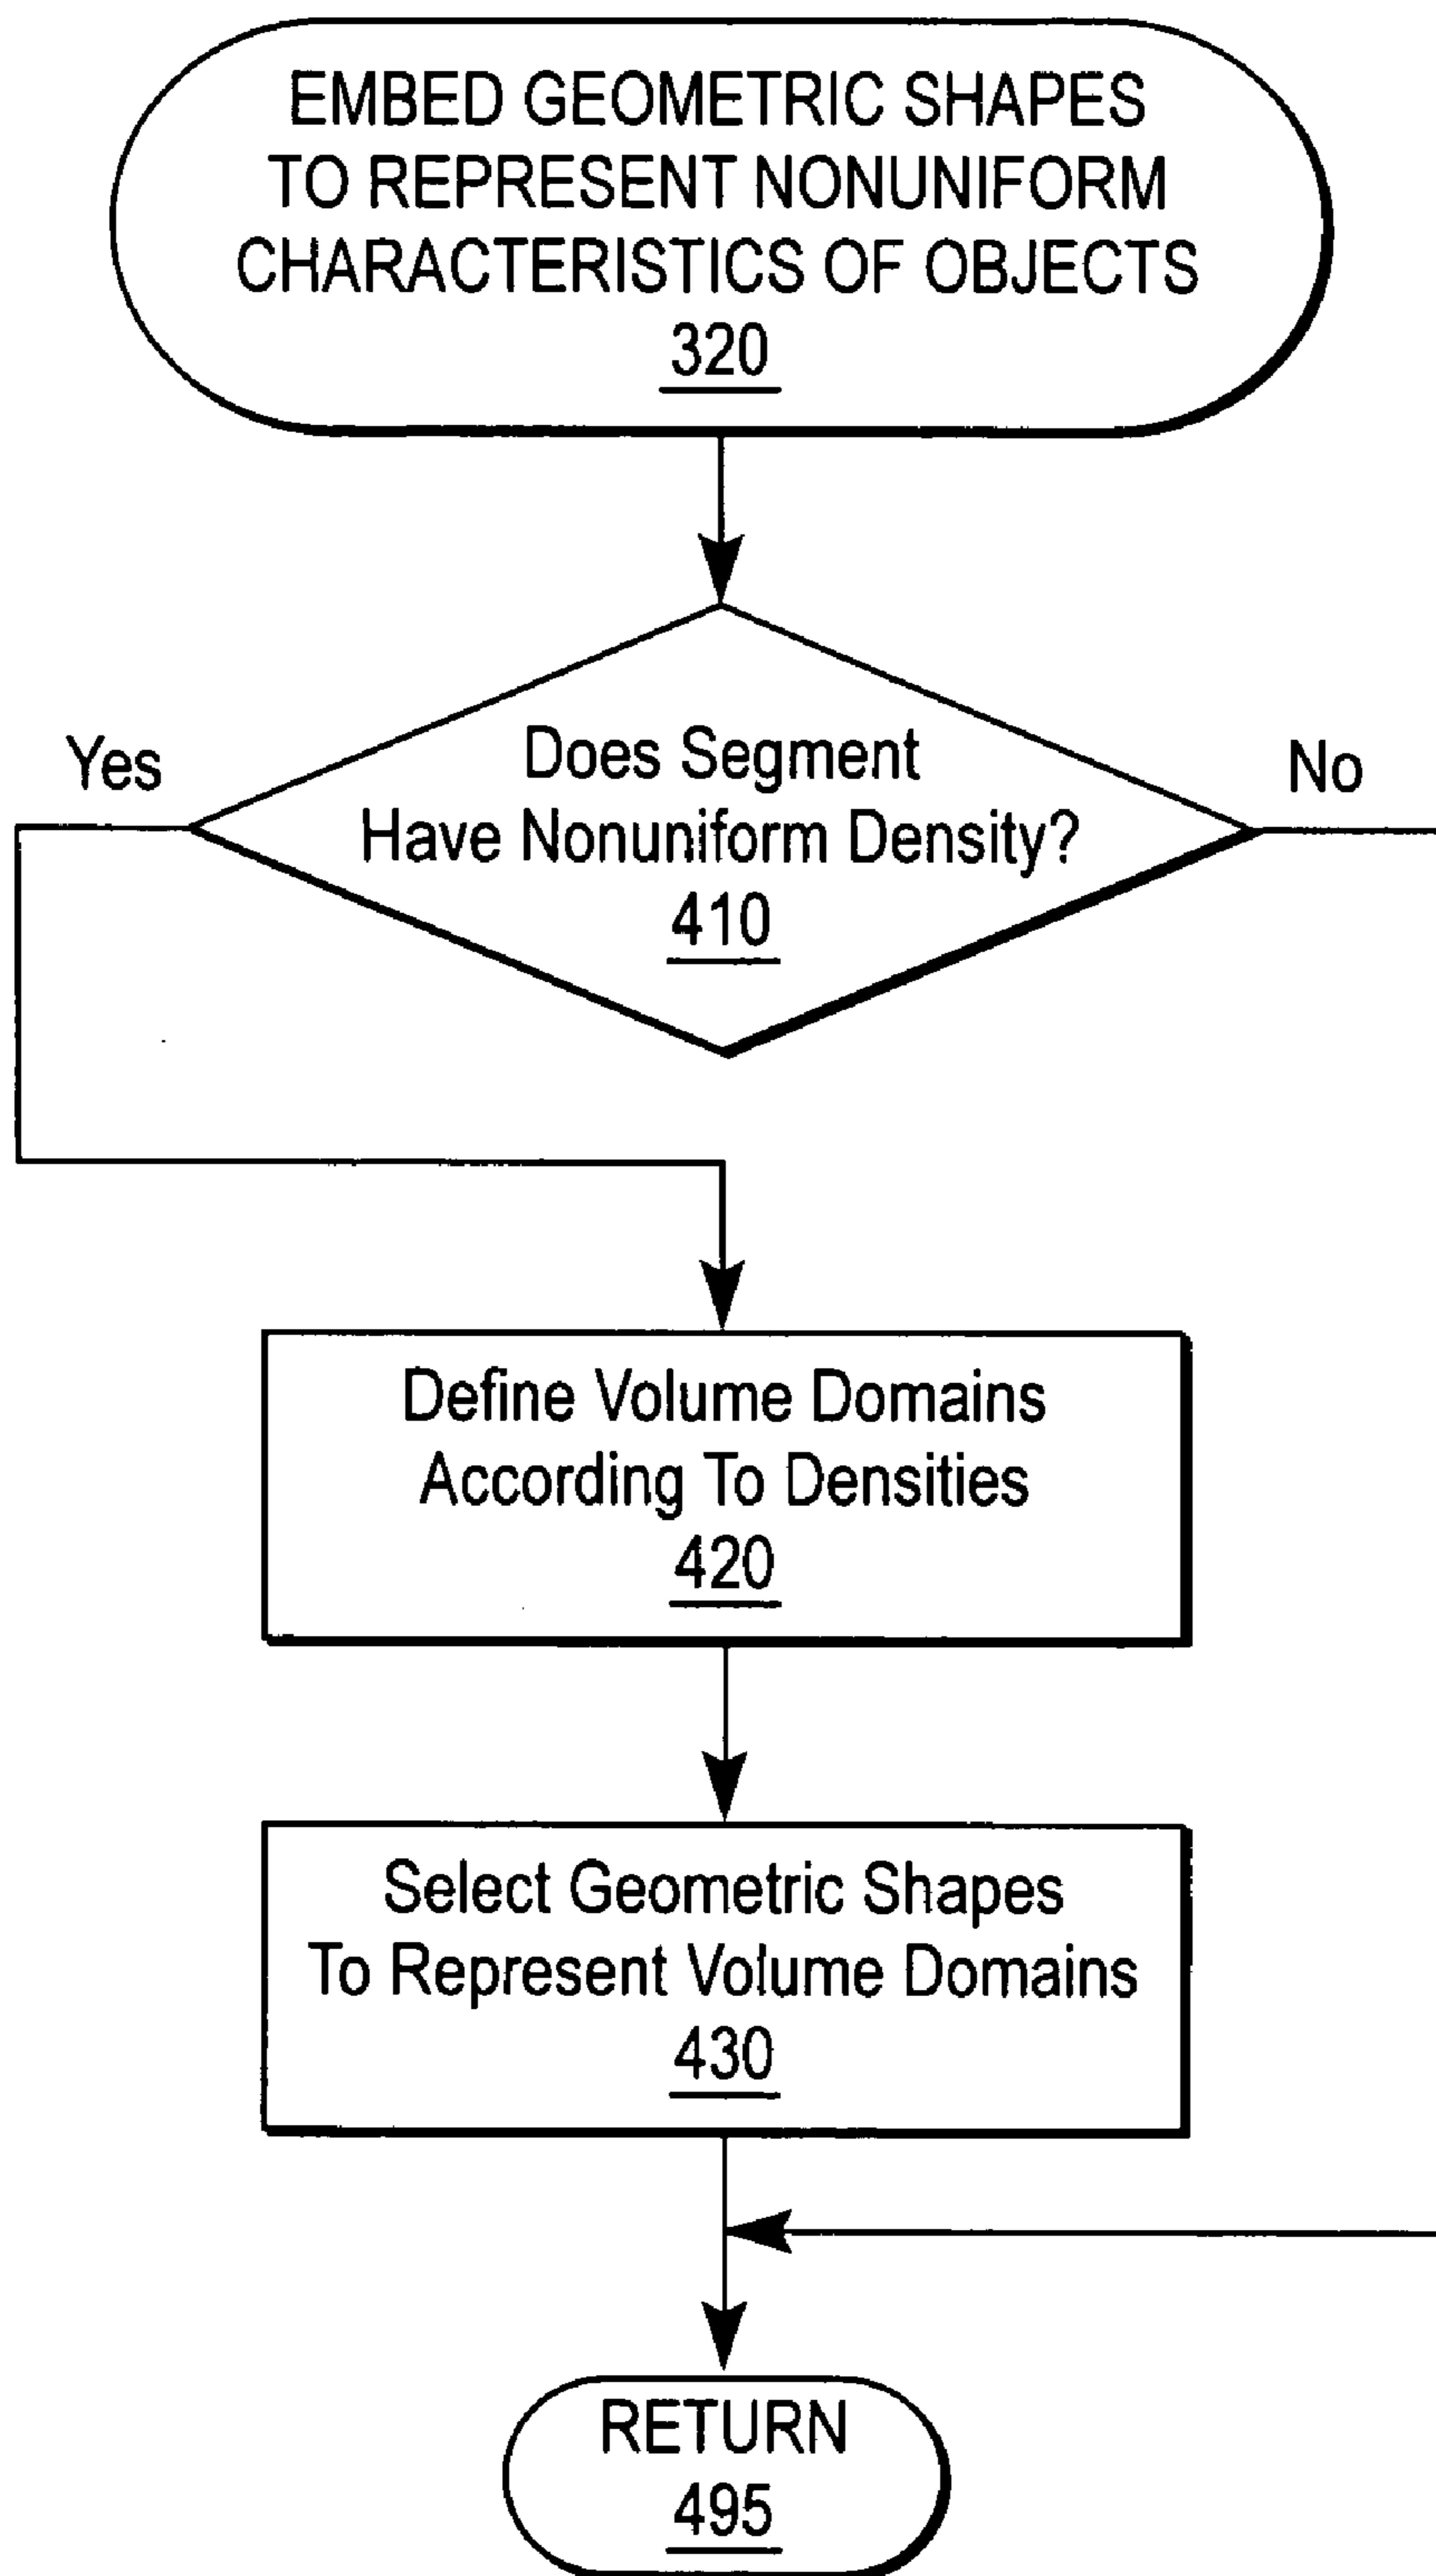 EMBED GEOMETRIC SHAPES
TO REPRESENT NONUNIFORM
CHARACTERISTICS OF OBJECTS
320
Yes
Does Segment
Have Nonuniform Density?
410
No
Define Volume Domains
According To Densities
420
Select Geometric Shapes
To Represent Volume Domains
430
RETURN
495